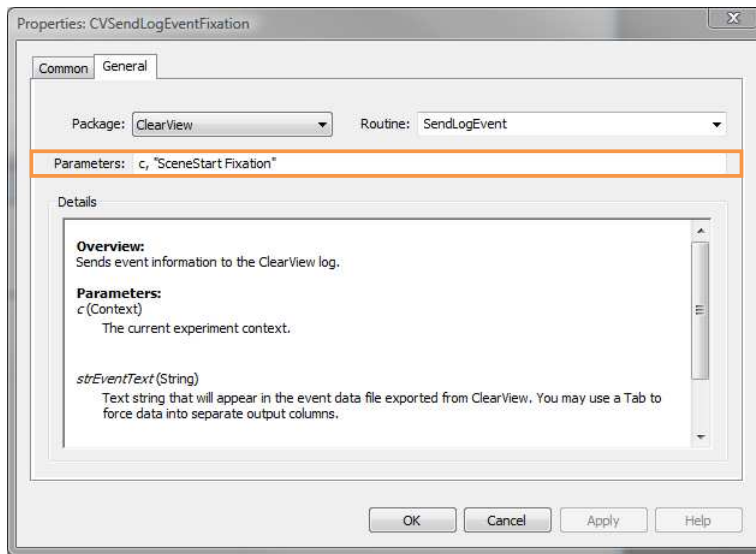 Properties: CVSendLogEventFixation
Common
General
Package: ClearView
Routine: SendLogEvent
Parameters: c, "SceneStart Fixation"
Details
Overview:
Sends event information to the ClearView log.
Parameters:
c (Context)
The current experiment context.
strEventText (String)
Text string that will appear in the event data file exported from ClearView. You may use a Tab to
force data into separate output columns.
OK
Cancel
Apply
Help